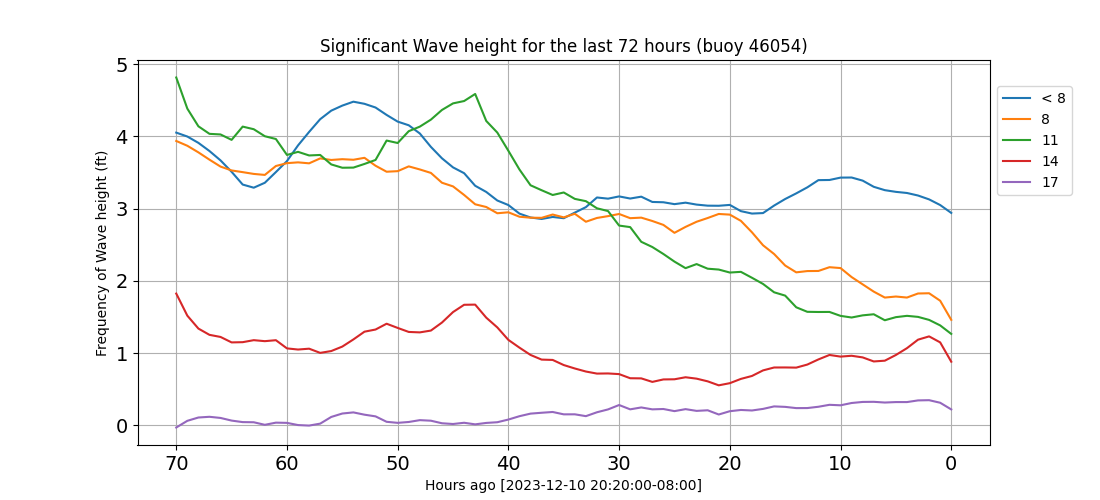 Significant Wave height for the last 72 hours (buoy 46054)
Frequency of Wave height (ft)
5
4
3
2
1
0
70 60 50 40 30 20 10 0
Hours ago [2023-12-10 20:20:00-08:00]
< 8
8
11
14
17